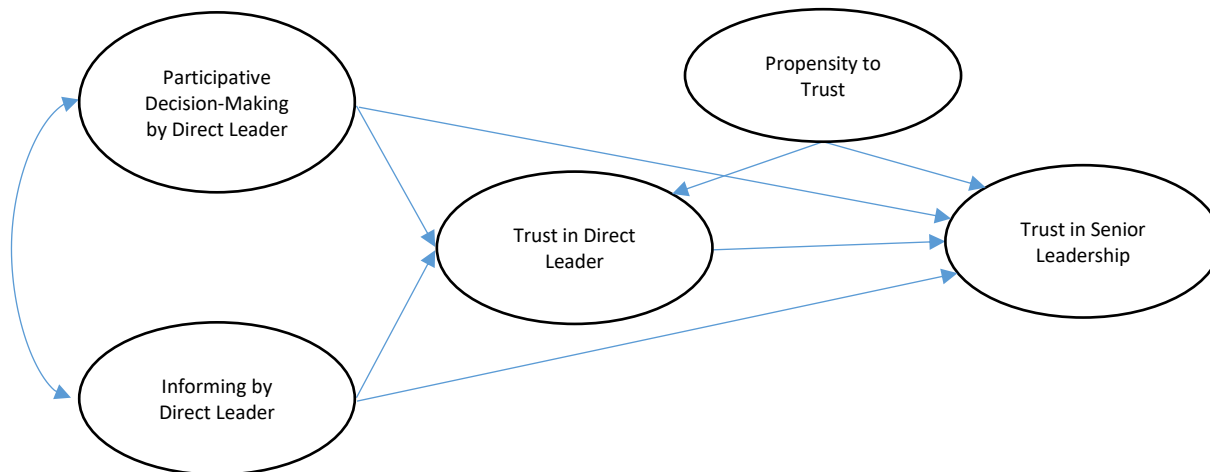 Participative
Decision-Making
by Direct Leader
Propensity to
Trust
Trust in Direct
Leader
Trust in Senior
Leadership
Informing by
Direct Leader